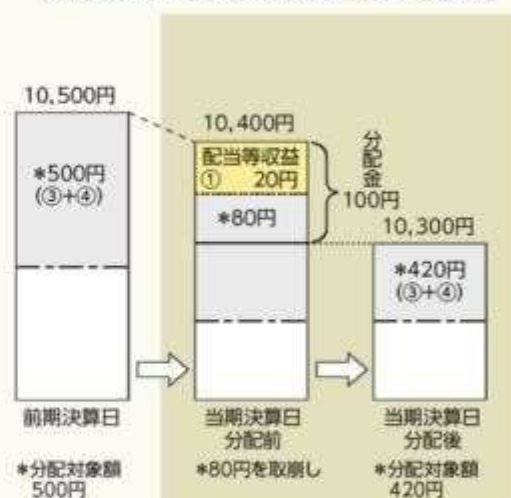 10,500円
*500円
(③+④)
前期決算日
*分配対象額
500円
10,400円
配当等収益
① 20円
*80円
分配金
100円
当期決算日
分配前
*80円を取崩し
10,300円
*420円
(③+④)
当期決算日
分配後
*分配対象額
420円